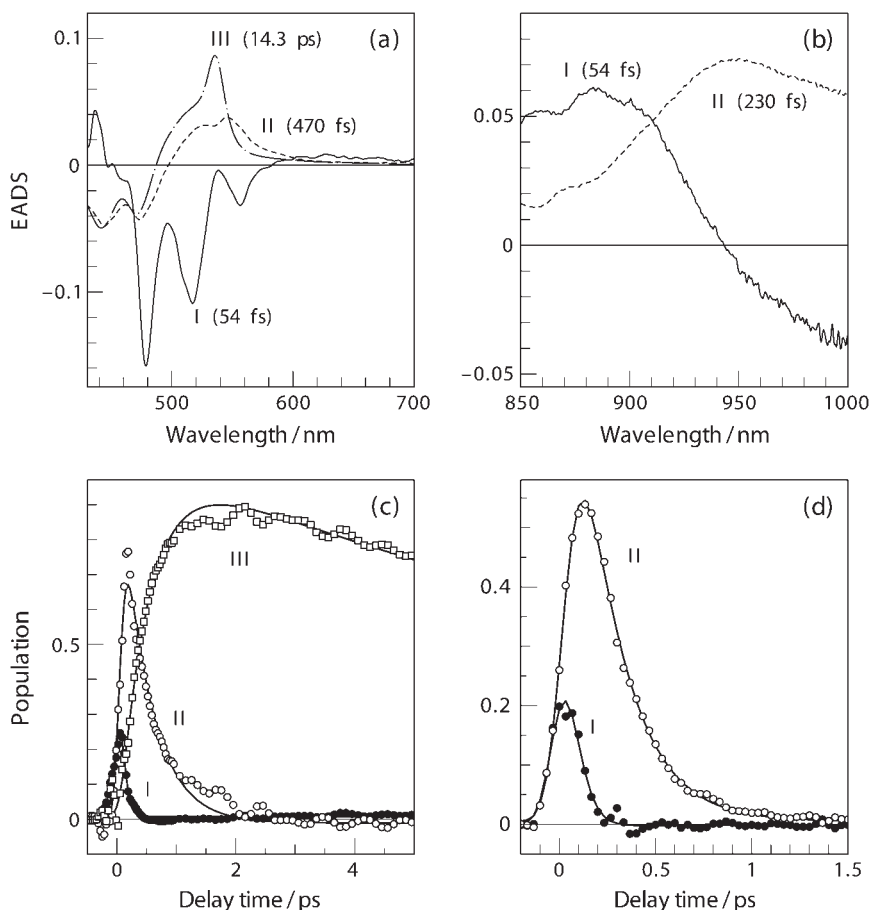 (a)
III (14.3 ps)
II (470 fs)
I (54 fs)
0.1
0
−0.1
EADS
500
600
700
Wavelength / nm
(b)
I (54 fs)
II (230 fs)
0.05
0
−0.05
850
900
950
1000
Wavelength / nm
(c)
III
II
I
0.5
0
Population
0
2
4
Delay time / ps
(d)
II
I
0.4
0.2
0
0
0.5
1
1.5
Delay time / ps